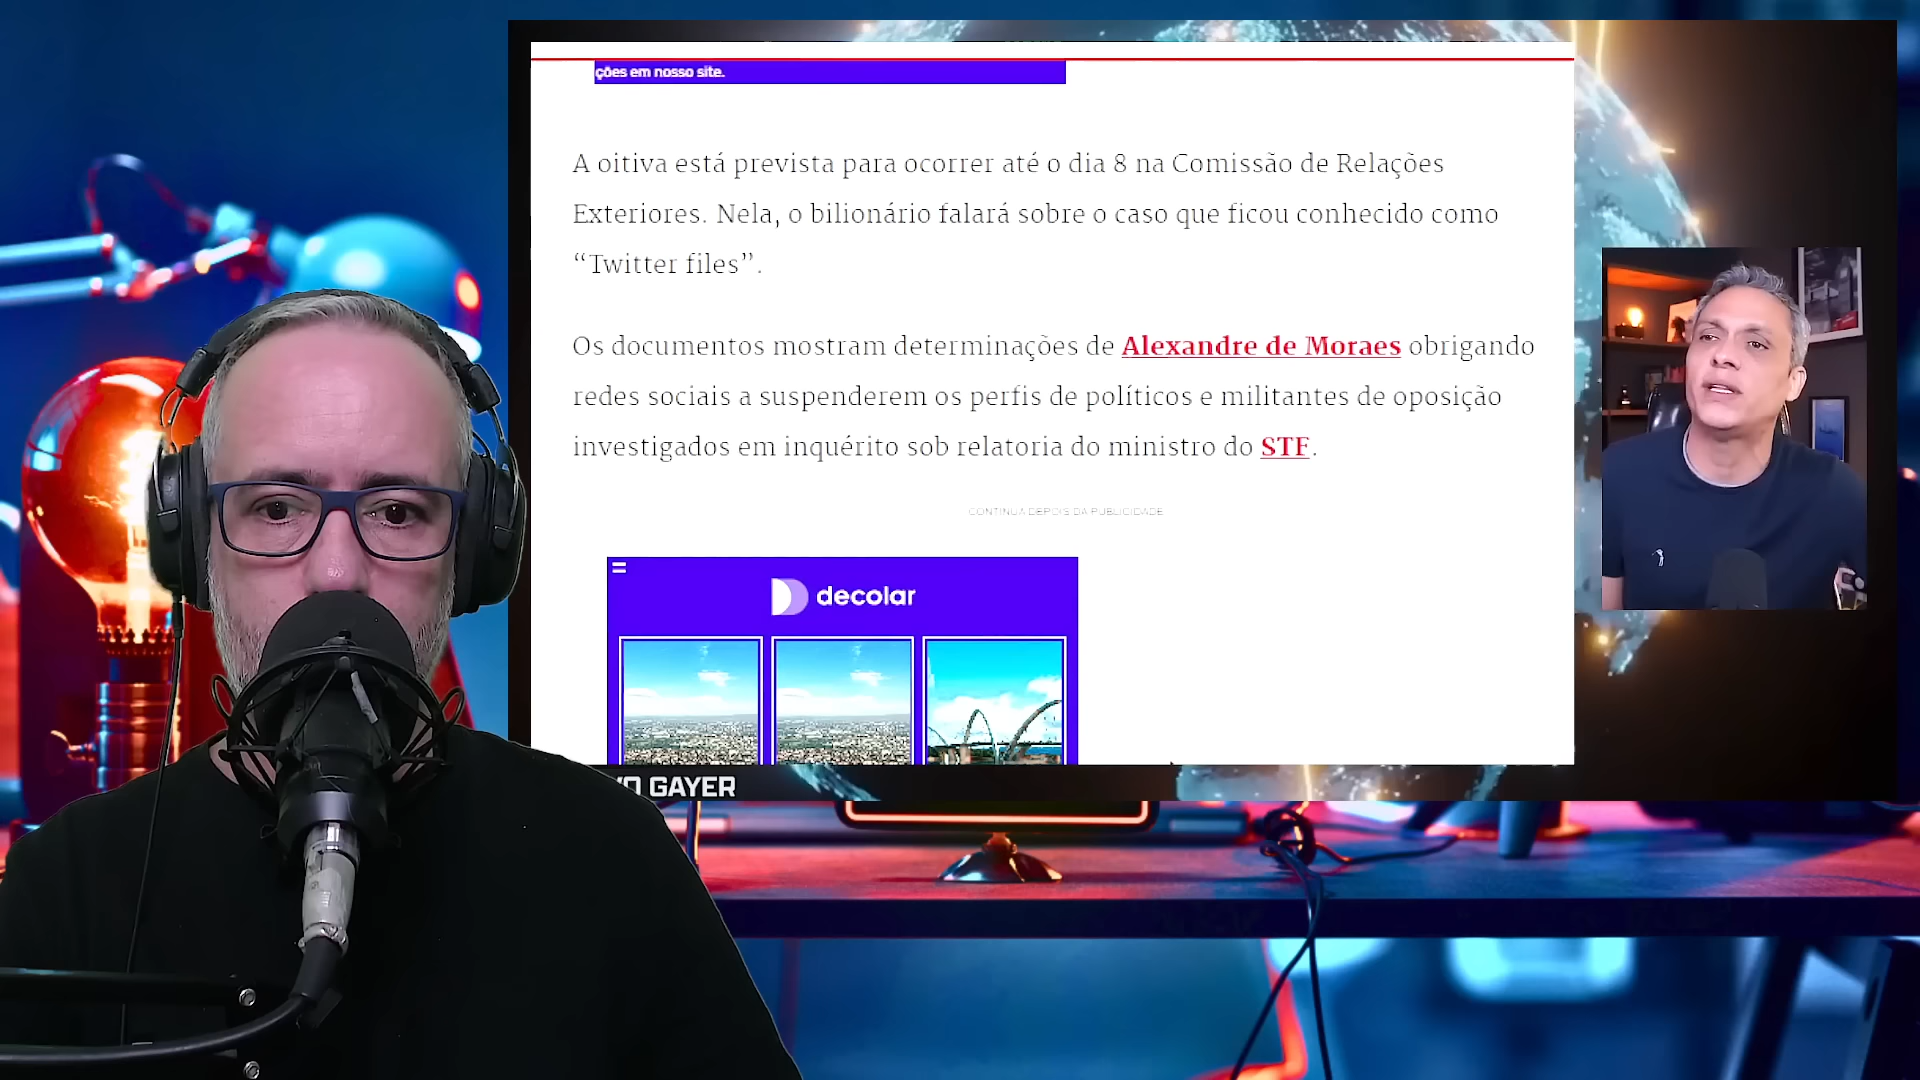 ções em nosso site.
A oitiva está prevista para ocorrer até o dia 8 na Comissão de Relações
Exteriores. Nela, o bilionário falará sobre o caso que ficou conhecido como
“Twitter files”.
Os documentos mostram determinações de Alexandre de Moraes obrigando
redes sociais a suspenderem os perfis de políticos e militantes de oposição
investigados em inquérito sob relatoria do ministro do STF.
CONTINUA DEPOIS DA PUBLICIDADE
decolar
GAYER